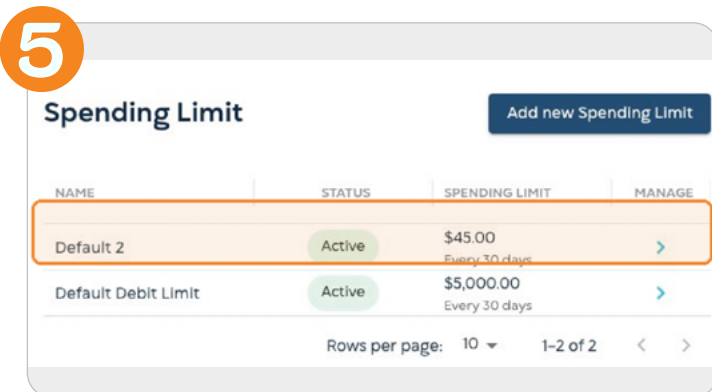 5
Spending Limit
Add new Spending Limit
NAME STATUS SPENDING LIMIT MANAGE
Default 2 Active $45.00
Every 30 days
Default Debit Limit Active $5,000.00
Every 30 days
Rows per page: 10 1–2 of 2